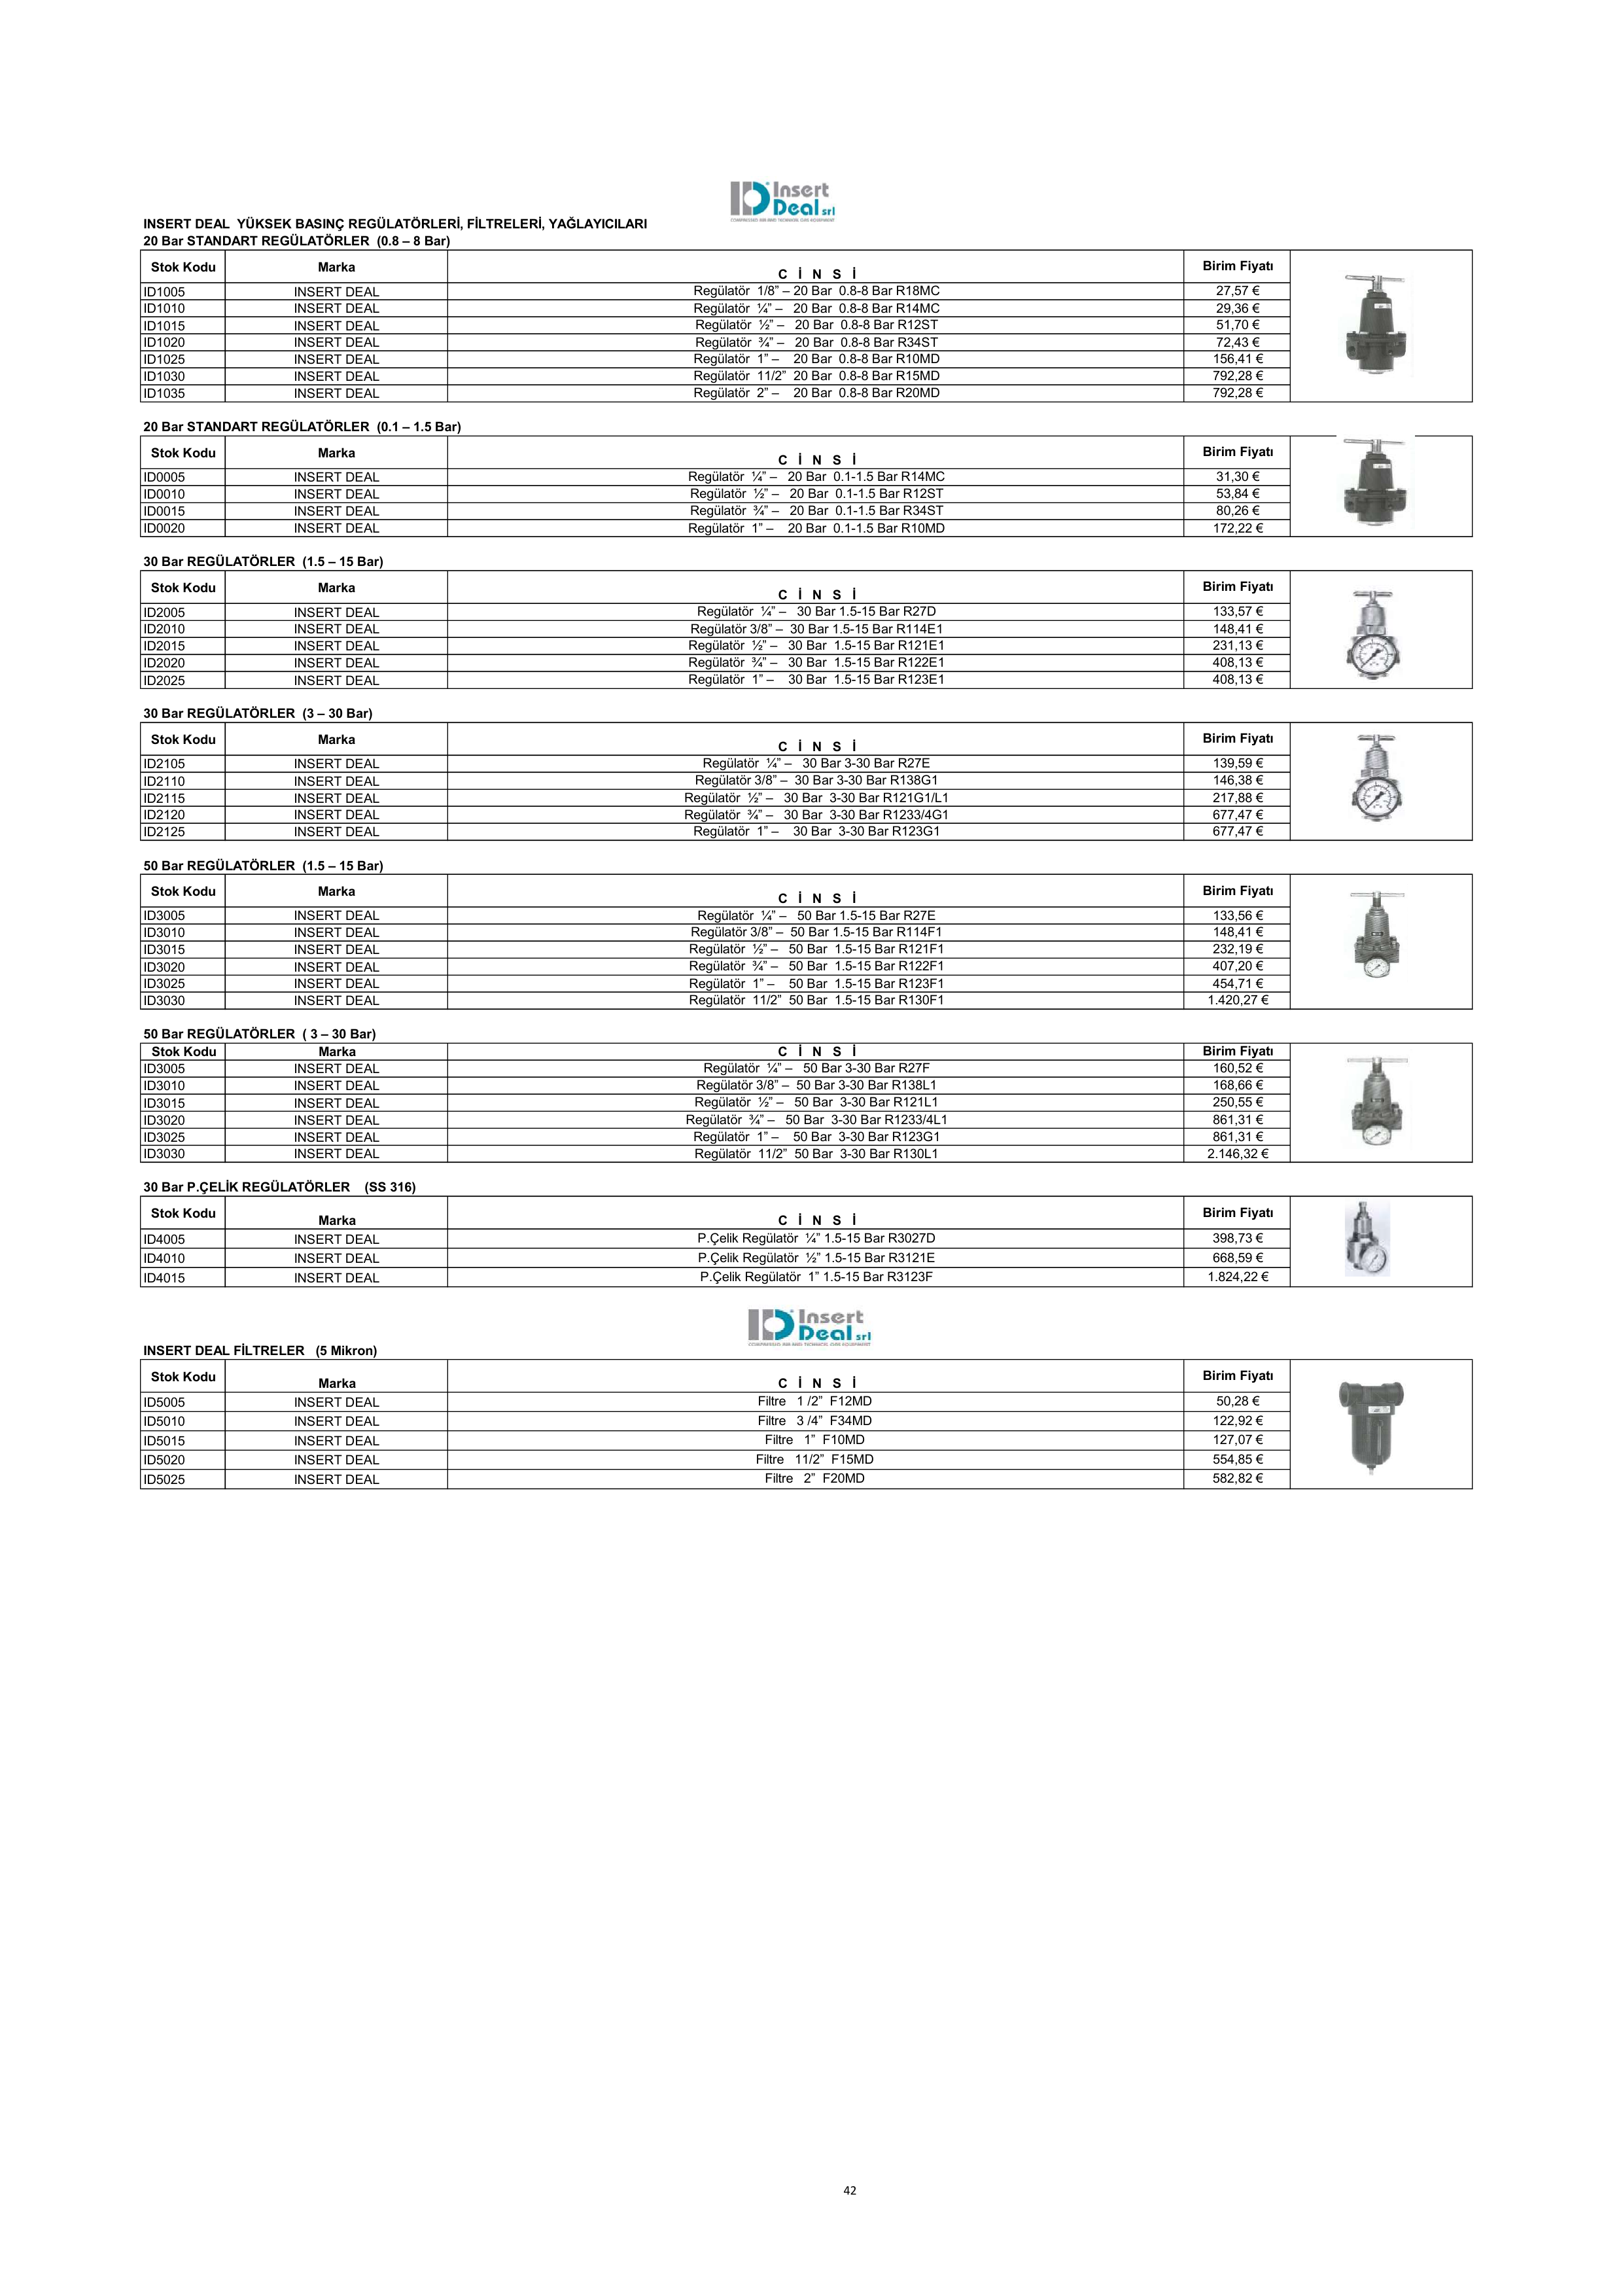 Insert
Deal srl
COMPRESSED AIR AND TECHNICAL GAS EQUIPMENT
INSERT DEAL  YÜKSEK BASINÇ REGÜLATÖRLERİ, FİLTRELERİ, YAĞLAYICILARI
20 Bar STANDART REGÜLATÖRLER  (0.8 – 8 Bar)
Stok Kodu Marka C İ N S İ Birim Fiyatı
ID1005 INSERT DEAL Regülatör 1/8” – 20 Bar 0.8-8 Bar R18MC 27,57 €
ID1010 INSERT DEAL Regülatör ¼” – 20 Bar 0.8-8 Bar R14MC 29,36 €
ID1015 INSERT DEAL Regülatör ½” – 20 Bar 0.8-8 Bar R12ST 51,70 €
ID1020 INSERT DEAL Regülatör ¾” – 20 Bar 0.8-8 Bar R34ST 72,43 €
ID1025 INSERT DEAL Regülatör 1” – 20 Bar 0.8-8 Bar R10MD 156,41 €
ID1030 INSERT DEAL Regülatör 11/2” 20 Bar 0.8-8 Bar R15MD 792,28 €
ID1035 INSERT DEAL Regülatör 2” – 20 Bar 0.8-8 Bar R20MD 792,28 €
20 Bar STANDART REGÜLATÖRLER  (0.1 – 1.5 Bar)
Stok Kodu Marka C İ N S İ Birim Fiyatı
ID0005 INSERT DEAL Regülatör ¼” – 20 Bar 0.1-1.5 Bar R14MC 31,30 €
ID0010 INSERT DEAL Regülatör ½” – 20 Bar 0.1-1.5 Bar R12ST 53,84 €
ID0015 INSERT DEAL Regülatör ¾” – 20 Bar 0.1-1.5 Bar R34ST 80,26 €
ID0020 INSERT DEAL Regülatör 1” – 20 Bar 0.1-1.5 Bar R10MD 172,22 €
30 Bar REGÜLATÖRLER  (1.5 – 15 Bar)
Stok Kodu Marka C İ N S İ Birim Fiyatı
ID2005 INSERT DEAL Regülatör ¼” – 30 Bar 1.5-15 Bar R27D 133,57 €
ID2010 INSERT DEAL Regülatör 3/8” – 30 Bar 1.5-15 Bar R114E1 148,41 €
ID2015 INSERT DEAL Regülatör ½” – 30 Bar 1.5-15 Bar R121E1 231,13 €
ID2020 INSERT DEAL Regülatör ¾” – 30 Bar 1.5-15 Bar R122E1 408,13 €
ID2025 INSERT DEAL Regülatör 1” – 30 Bar 1.5-15 Bar R123E1 408,13 €
30 Bar REGÜLATÖRLER  (3 – 30 Bar)
Stok Kodu Marka C İ N S İ Birim Fiyatı
ID2105 INSERT DEAL Regülatör ¼” – 30 Bar 3-30 Bar R27E 139,59 €
ID2110 INSERT DEAL Regülatör 3/8” – 30 Bar 3-30 Bar R138G1 146,38 €
ID2115 INSERT DEAL Regülatör ½” – 30 Bar 3-30 Bar R121G1/L1 217,88 €
ID2120 INSERT DEAL Regülatör ¾” – 30 Bar 3-30 Bar R1233/4G1 677,47 €
ID2125 INSERT DEAL Regülatör 1” – 30 Bar 3-30 Bar R123G1 677,47 €
50 Bar REGÜLATÖRLER  (1.5 – 15 Bar)
Stok Kodu Marka C İ N S İ Birim Fiyatı
ID3005 INSERT DEAL Regülatör ¼” – 50 Bar 1.5-15 Bar R27E 133,56 €
ID3010 INSERT DEAL Regülatör 3/8” – 50 Bar 1.5-15 Bar R114F1 148,41 €
ID3015 INSERT DEAL Regülatör ½” – 50 Bar 1.5-15 Bar R121F1 232,19 €
ID3020 INSERT DEAL Regülatör ¾” – 50 Bar 1.5-15 Bar R122F1 407,20 €
ID3025 INSERT DEAL Regülatör 1” – 50 Bar 1.5-15 Bar R123F1 454,71 €
ID3030 INSERT DEAL Regülatör 11/2” 50 Bar 1.5-15 Bar R130F1 1.420,27 €
50 Bar REGÜLATÖRLER  ( 3 – 30 Bar)
Stok Kodu Marka C İ N S İ Birim Fiyatı
ID3005 INSERT DEAL Regülatör ¼” – 50 Bar 3-30 Bar R27F 160,52 €
ID3010 INSERT DEAL Regülatör 3/8” – 50 Bar 3-30 Bar R138L1 168,66 €
ID3015 INSERT DEAL Regülatör ½” – 50 Bar 3-30 Bar R121L1 250,55 €
ID3020 INSERT DEAL Regülatör ¾” – 50 Bar 3-30 Bar R1233/4L1 861,31 €
ID3025 INSERT DEAL Regülatör 1” – 50 Bar 3-30 Bar R123G1 861,31 €
ID3030 INSERT DEAL Regülatör 11/2” 50 Bar 3-30 Bar R130L1 2.146,32 €
30 Bar P.ÇELİK REGÜLATÖRLER  (SS 316)
Stok Kodu Marka C İ N S İ Birim Fiyatı
ID4005 INSERT DEAL P.Çelik Regülatör ¼” 1.5-15 Bar R3027D 398,73 €
ID4010 INSERT DEAL P.Çelik Regülatör ½” 1.5-15 Bar R3121E 668,59 €
ID4015 INSERT DEAL P.Çelik Regülatör 1” 1.5-15 Bar R3123F 1.824,22 €
Insert
Deal srl
COMPRESSED AIR AND TECHNICAL GAS EQUIPMENT
INSERT DEAL FİLTRELER  (5 Mikron)
Stok Kodu Marka C İ N S İ Birim Fiyatı
ID5005 INSERT DEAL Filtre 1 /2” F12MD 50,28 €
ID5010 INSERT DEAL Filtre 3 /4” F34MD 122,92 €
ID5015 INSERT DEAL Filtre 1” F10MD 127,07 €
ID5020 INSERT DEAL Filtre 11/2” F15MD 554,85 €
ID5025 INSERT DEAL Filtre 2” F20MD 582,82 €
42